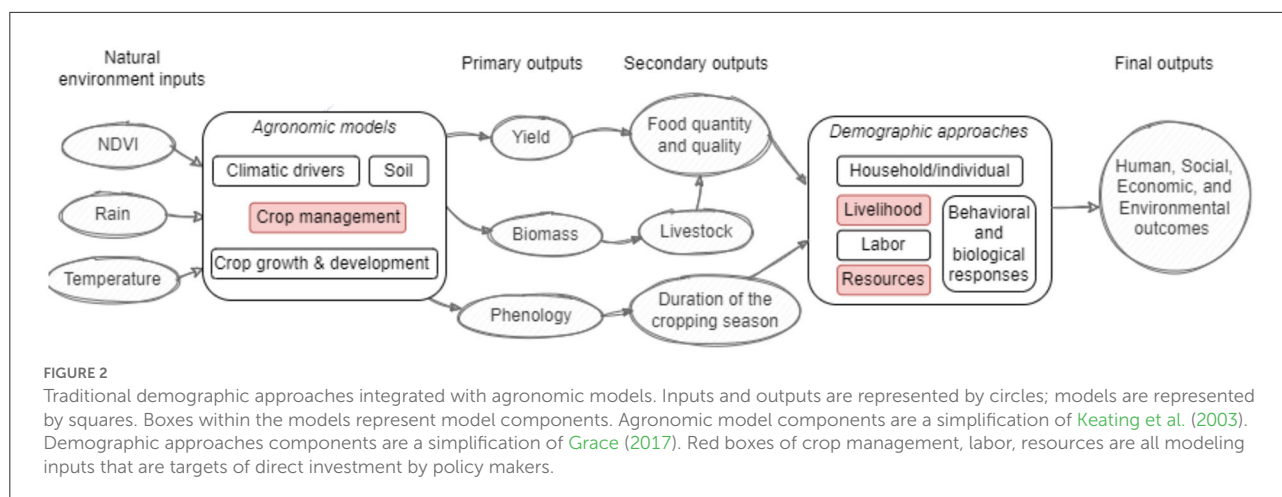 Natural
environment inputs
Primary outputs
Secondary outputs
Final outputs
NDVI
Rain
Temperature
Agronomic models
Climatic drivers
Soil
Crop management
Crop growth & development
Yield
Biomass
Phenology
Food quantity
and quality
Livestock
Duration of the
cropping season
Demographic approaches
Household/individual
Livelihood
Labor
Resources
Behavioral
and
biological
responses
Human, Social,
Economic, and
Environmental
outcomes
FIGURE 2
Traditional demographic approaches integrated with agronomic models. Inputs and outputs are represented by circles; models are represented
by squares. Boxes within the models represent model components. Agronomic model components are a simplification of Keating et al. (2003).
Demographic approaches components are a simplification of Grace (2017). Red boxes of crop management, labor, resources are all modeling
inputs that are targets of direct investment by policy makers.